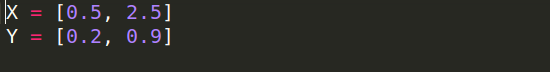 X = [0.5, 2.5]
Y = [0.2, 0.9]